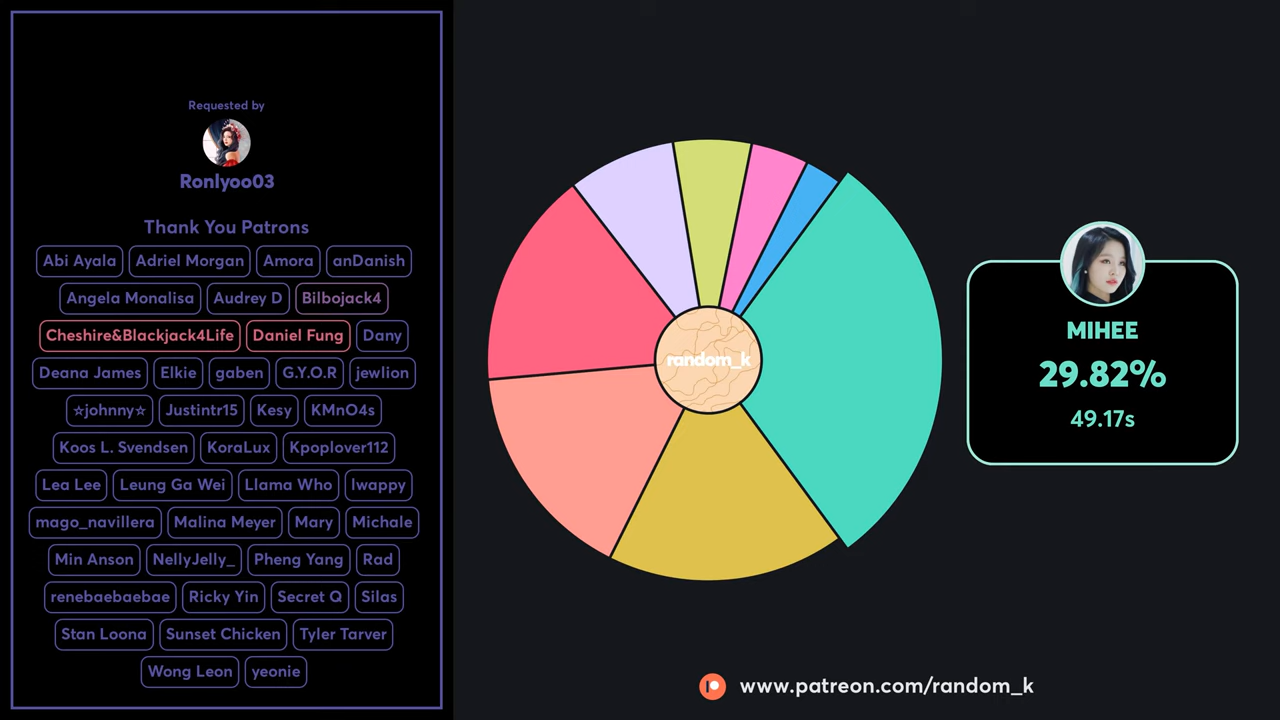 Requested by
Ronlyoo03
Thank You Patrons
Abi Ayala Adriel Morgan Amora anDanish
Angela Monalisa Audrey D Bilbojack4
Cheshire&Blackjack4Life Daniel Fung Dany
Deana James Elkie gaben G.Y.O.R jewlion
☆johnny☆ Justintr15 Kesy KMnO4s
Koos L. Svendsen KoraLux Kpoplover112
Lea Lee Leung Ga Wei Llama Who lwappy
mago_navillera Malina Meyer Mary Michale
Min Anson NellyJelly_ Pheng Yang Rad
renebaebaebae Ricky Yin Secret Q Silas
Stan Loona Sunset Chicken Tyler Tarver
Wong Leon yeonie
random_k
MIHEE
29.82%
49.17s
www.patreon.com/random_k